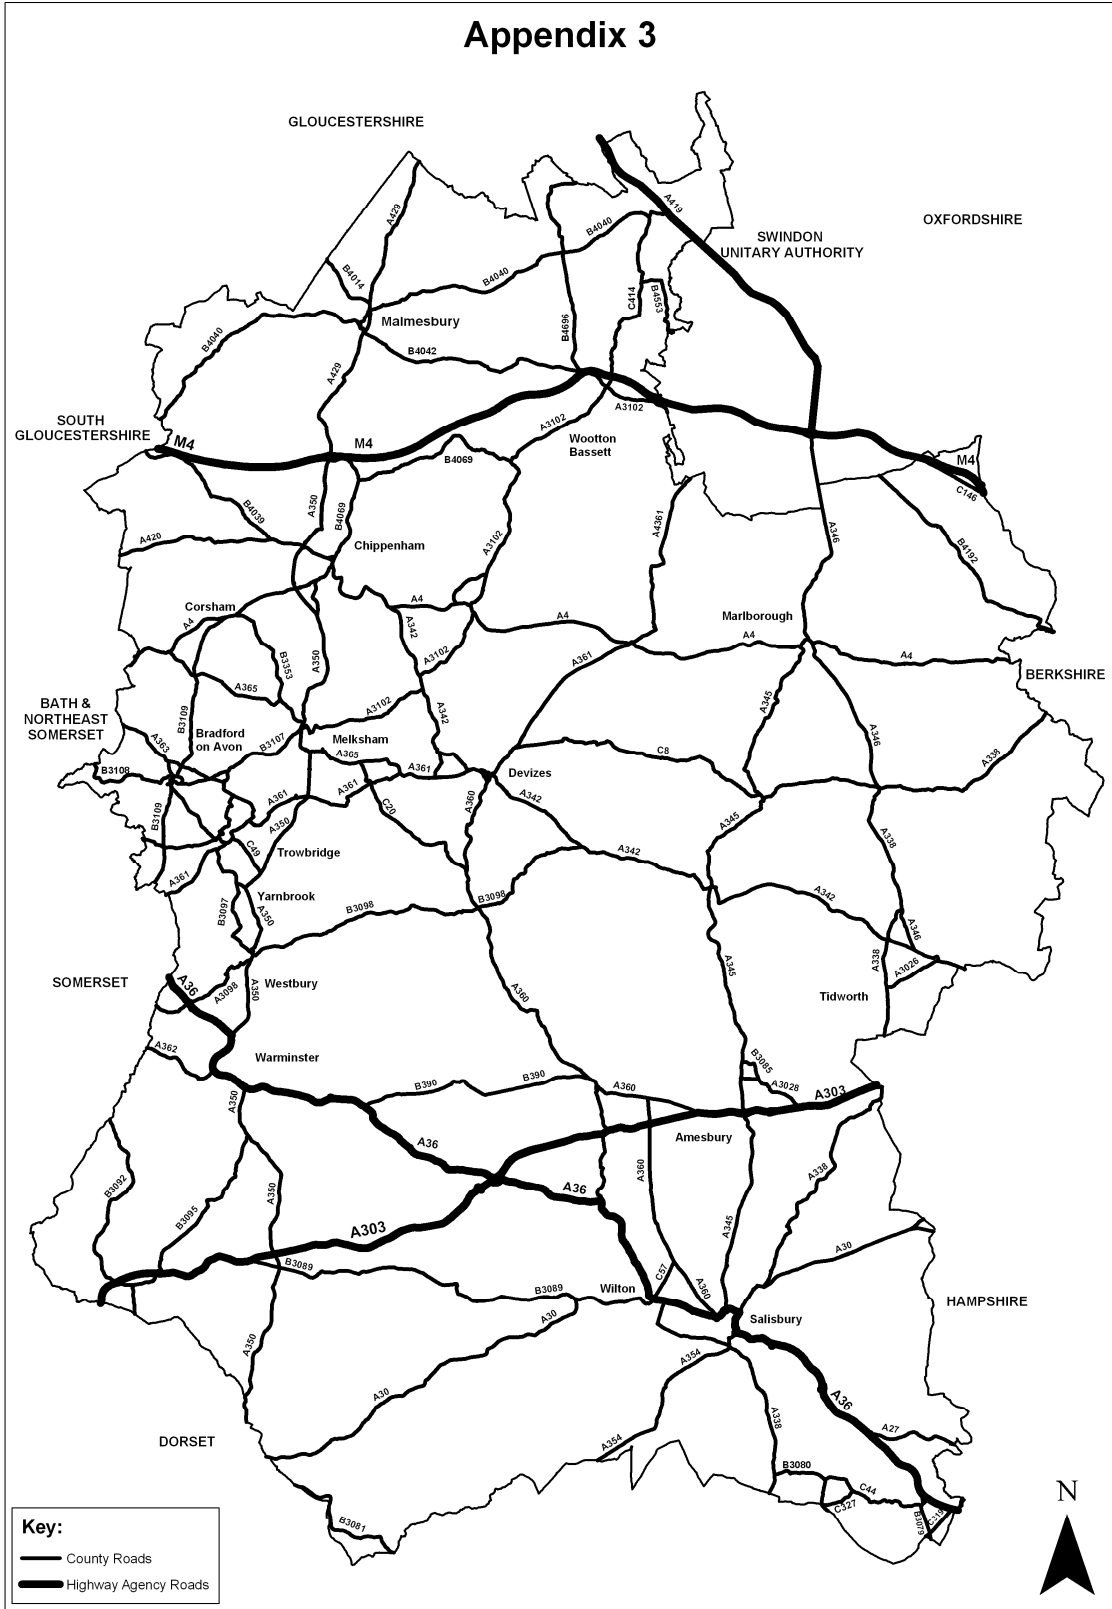 Appendix 3
GLOUCESTERSHIRE
OXFORDSHIRE
SWINDON
UNITARY AUTHORITY
A429
A419
B4040
B4014
B4040
C414
B4553
Malmesbury
B4040
B4696
B4042
A429
SOUTH
GLOUCESTERSHIRE
M4
M4
A3102
A3102
Wootton
Bassett
B4069
M4
C146
A350
B4069
B4039
A420
Chippenham
A3102
A4361
A346
B4192
Corsham
A4
A4
A342
A4
Marlborough
A4
A4
B3353
A350
A3102
A361
BERKSHIRE
BATH &
NORTHEAST
SOMERSET
A365
B3109
A3102
A342
A345
A346
A338
A363
Bradford
on Avon
B3107
Melksham
A365
A361
C8
B3108
Devizes
A361
A361
C20
A360
A342
B3109
A350
C49
Trowbridge
A345
A342
A338
A361
Yarnbrook
B3097
A350
B3098
B3098
A342
A346
A338
A3026
A345
SOMERSET
A36
A3098
A350
Westbury
A360
Tidworth
A362
Warminster
B3085
A3028
A303
B390
B390
A360
A350
Amesbury
A36
A360
A338
B3092
A350
A36
B3095
A303
A345
A30
B3089
B3089
Wilton
C57
A360
A30
HAMPSHIRE
Salisbury
A350
A354
A30
A36
A338
A27
DORSET
A354
B3080
C44
C327
B3079
C319
B3081
N
Key:
County Roads
Highway Agency Roads